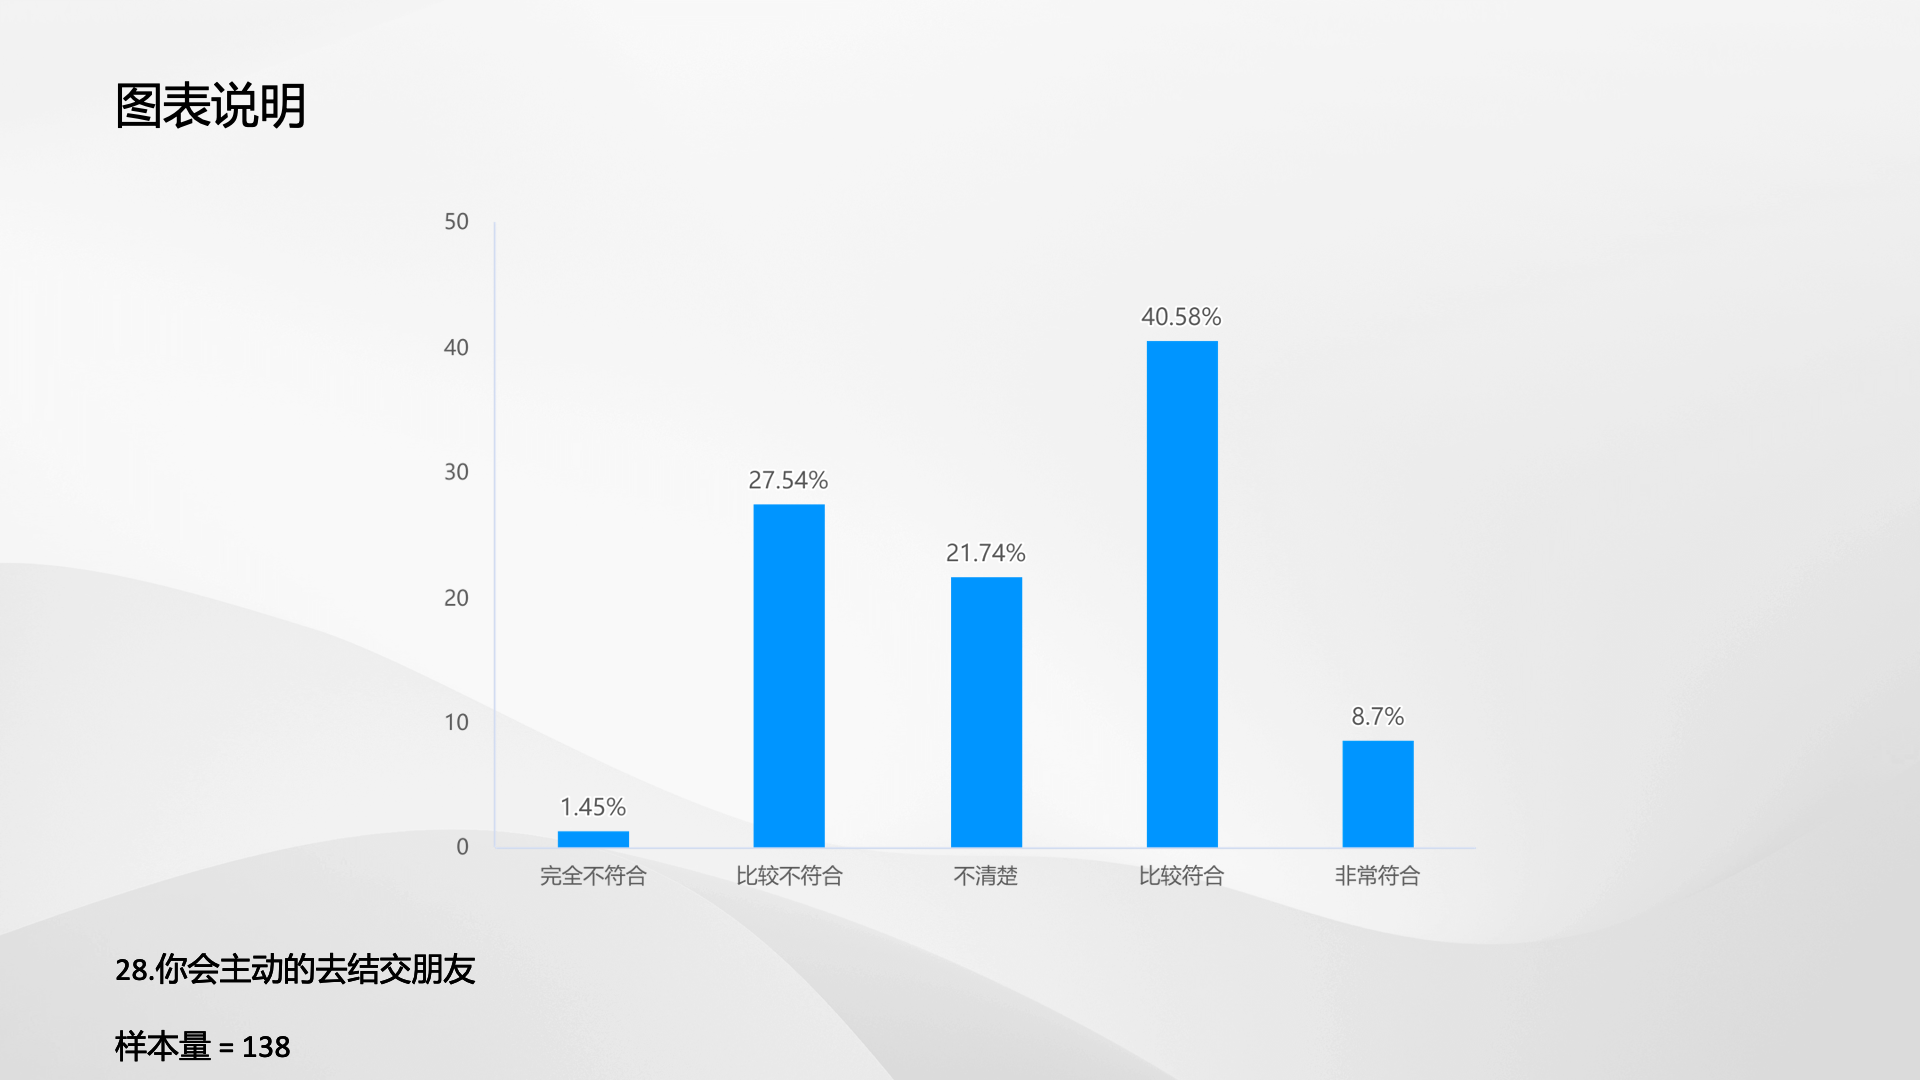 图表说明
50
40
30
20
10
0
1.45%
27.54%
21.74%
40.58%
8.7%
完全不符合
比较不符合
不清楚
比较符合
非常符合
28.你会主动的去结交朋友
样本量 = 138